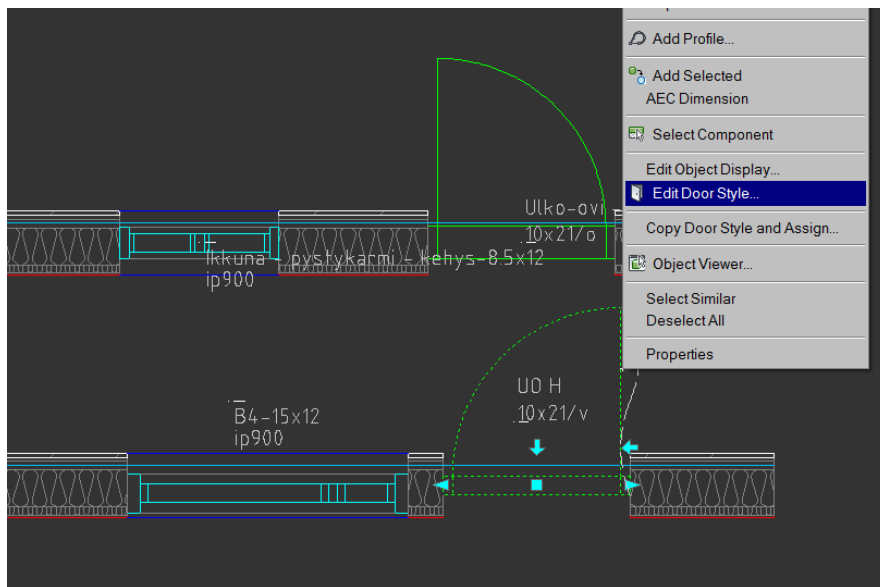 Add Profile...
Add Selected
AEC Dimension
Select Component
Edit Object Display...
Edit Door Style...
Copy Door Style and Assign...
Object Viewer...
Select Similar
Deselect All
Properties
Ulko-ovi
10x21/o
Ikkuna - pystykarmi - kehys-8.5x12
ip900
UO H
10x21/v
B4-15x12
ip900